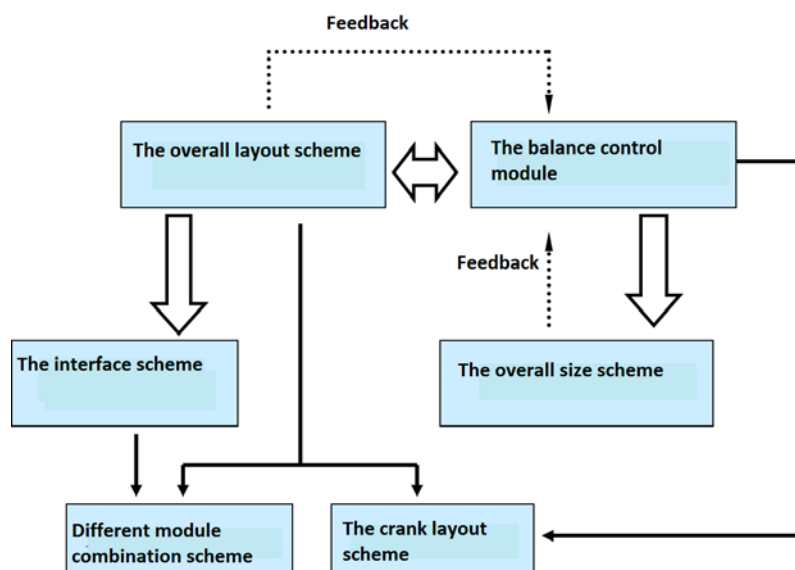 Feedback
The overall layout scheme
The balance control
module
Feedback
The interface scheme
The overall size scheme
Different module
combination scheme
The crank layout
scheme